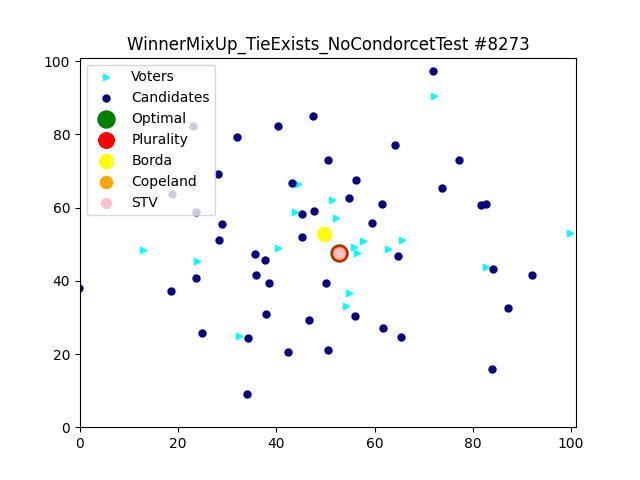 WinnerMixUp_TieExists_NoCondorcetTest #8273
Voters
Candidates
Optimal
Plurality
Borda
Copeland
STV
100
80
60
40
20
0
0 20 40 60 80 100